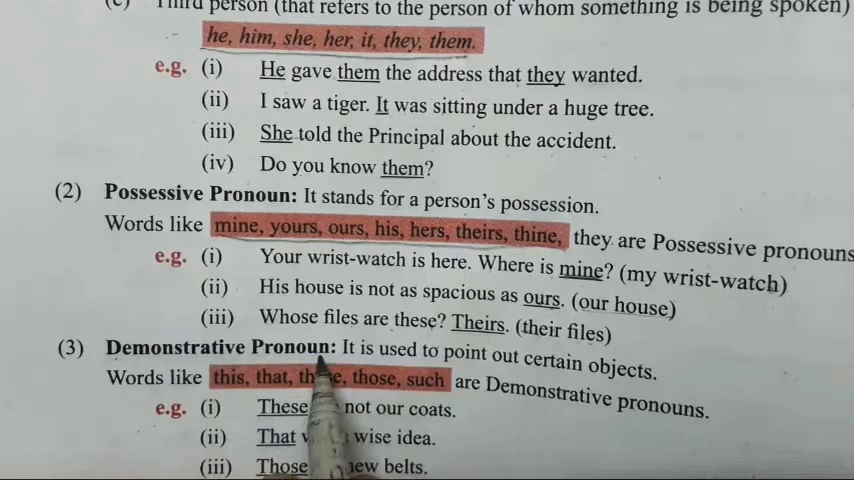 (c) Third person (that refers to the person of whom something is being spoken)
he, him, she, her, it, they, them.
e.g. (i) He gave them the address that they wanted.
(ii) I saw a tiger. It was sitting under a huge tree.
(iii) She told the Principal about the accident.
(iv) Do you know them?
(2) Possessive Pronoun: It stands for a person's possession.
Words like mine, yours, ours, his, hers, theirs, thine, they are Possessive pronouns
e.g. (i) Your wrist-watch is here. Where is mine? (my wrist-watch)
(ii) His house is not as spacious as ours. (our house)
(iii) Whose files are these? Theirs. (their files)
(3) Demonstrative Pronoun: It is used to point out certain objects.
Words like this, that, those, such are Demonstrative pronouns.
e.g. (i) These not our coats.
(ii) That wise idea.
(iii) Those new belts.